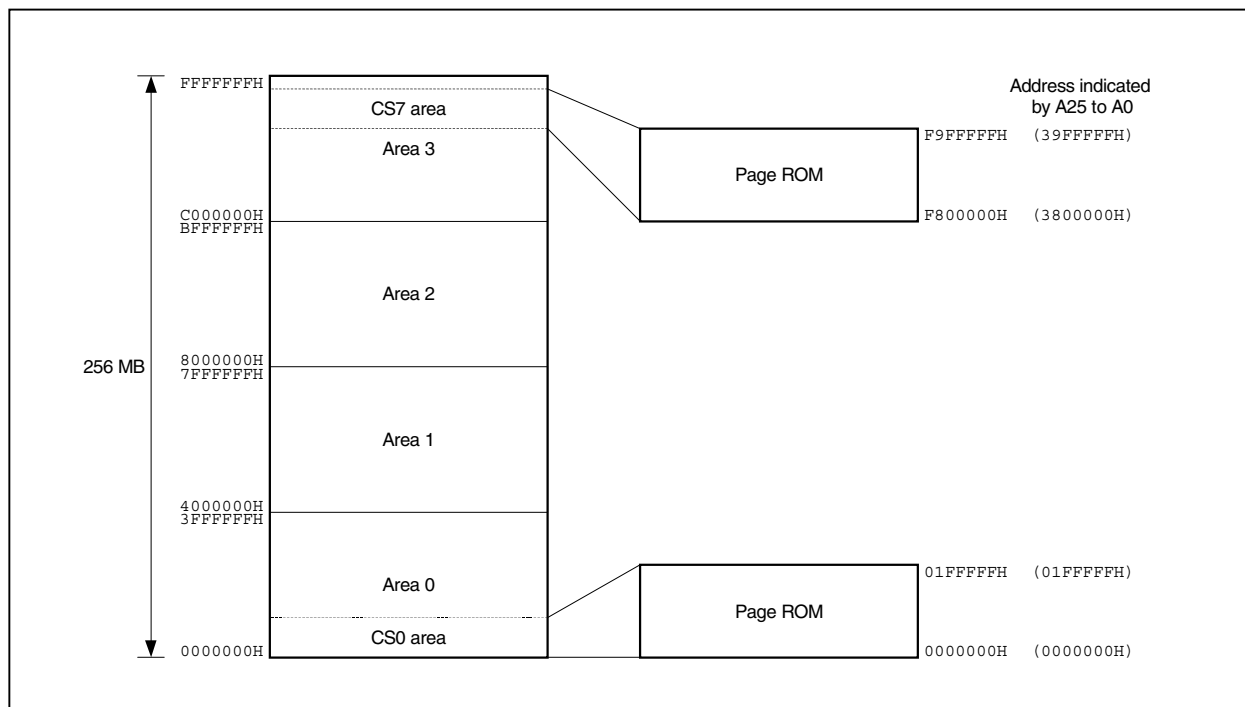 FFFFFFFH
CS7 area
Area 3
C000000H
BFFFFFFH
Area 2
8000000H
7FFFFFFH
256 MB
Area 1
4000000H
3FFFFFFH
Area 0
CS0 area
0000000H
Address indicated
by A25 to A0
F9FFFFFH (39FFFFFH)
Page ROM
F800000H (3800000H)
01FFFFFH (01FFFFFH)
Page ROM
0000000H (0000000H)